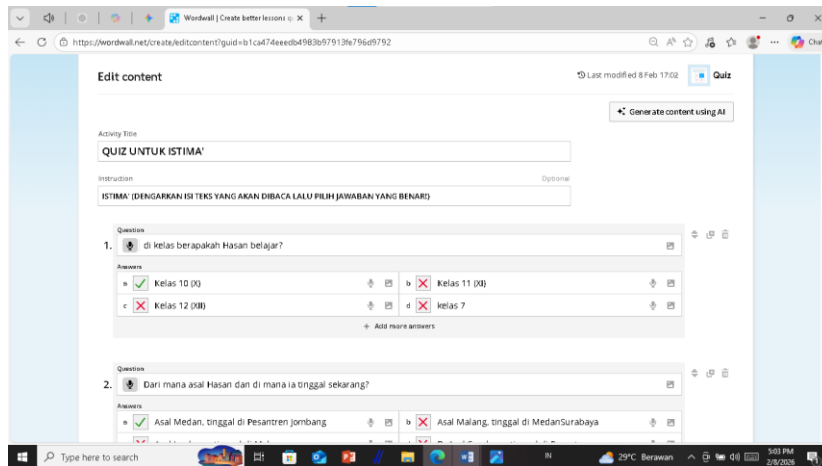 Wordwall | Create better lessons q
https://wordwall.net/create/editcontent?guid=b1ca474eeedb4983b97913fe796d9792
Edit content
Last modified 8 Feb 17:02
Quiz
Generate content using AI
Activity Title
QUIZ UNTUK ISTIMA'
Instruction
Optional
ISTIMA' (DENGARKAN ISI TEKS YANG AKAN DIBACA LALU PILIH JAWABAN YANG BENAR!)
Question
1. di kelas berapakah Hasan belajar?
Answers
a Kelas 10 (X)
b Kelas 11 (XI)
c Kelas 12 (XII)
d kelas 7
+ Add more answers
Question
2. Dari mana asal Hasan dan di mana ia tinggal sekarang?
Answers
a Asal Medan, tinggal di Pesantren Jombang
b Asal Malang, tinggal di MedanSurabaya
Type here to search
IN
29°C Berawan
5:03 PM
2/8/2026